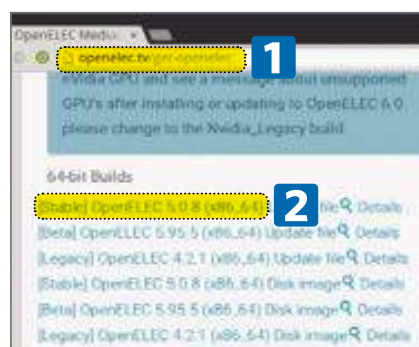 OpenELEC Media
openelec.tv/get-openelec
1
nVidia GPU and see a message about unsupported
GPU's after installing or updating to OpenELEC 6.0
please change to the Nvidia_Legacy build.
64-bit Builds
[Stable] OpenELEC 5.0.8 (x86_64)
2
file Details
[Beta] OpenELEC 5.95.5 (x86_64) Update file Details
[Legacy] OpenELEC 4.2.1 (x86_64) Update file Details
[Stable] OpenELEC 5.0.8 (x86_64) Disk image Details
[Beta] OpenELEC 5.95.5 (x86_64) Disk image Details
[Legacy] OpenELEC 4.2.1 (x86_64) Disk image Details